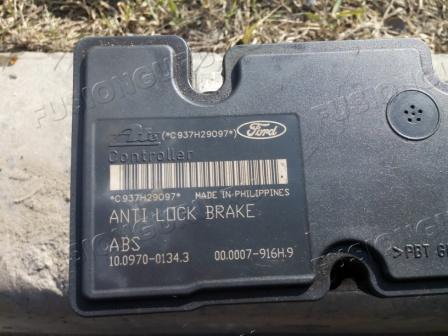 Ate (*C937H29097*) Ford
Controller
*C937H29097* MADE IN PHILIPPINES
ANTI LOCK BRAKE
ABS
10.0970-0134.3 00.0007-916H.9
>PBT